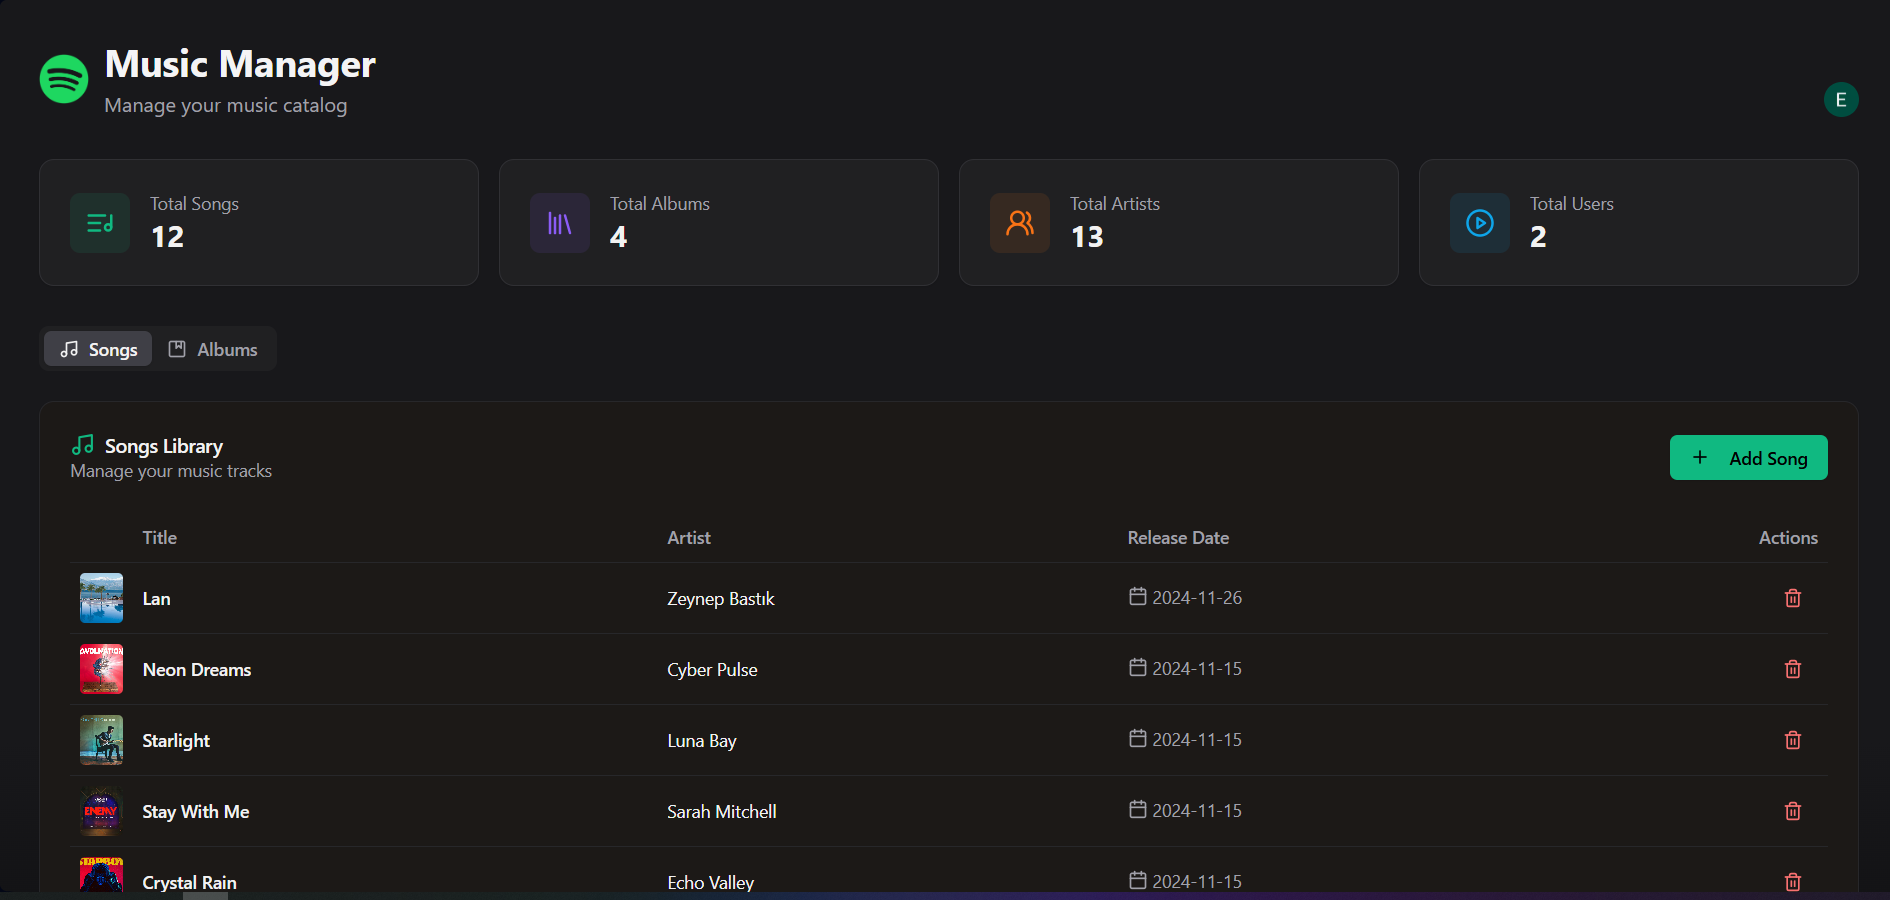 Music Manager
Manage your music catalog
E
Total Songs
12
Total Albums
4
Total Artists
13
Total Users
2
Songs
Albums
Songs Library
Manage your music tracks
+ Add Song
Title Artist Release Date Actions
Lan Zeynep Bastık 2024-11-26
Neon Dreams Cyber Pulse 2024-11-15
Starlight Luna Bay 2024-11-15
ENEMY
Stay With Me Sarah Mitchell 2024-11-15
Crystal Rain Echo Valley 2024-11-15